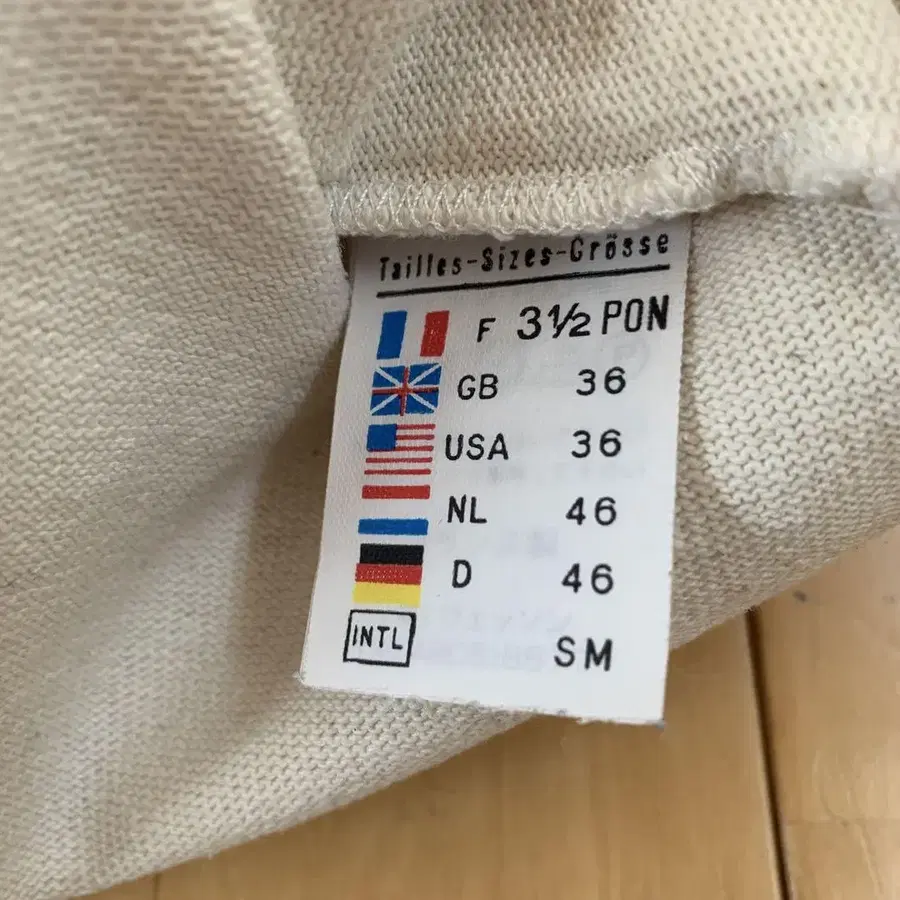 Tailles-Sizes-Grösse
F 3½ PON
GB 36
USA 36
NL 46
D 46
INTL SM